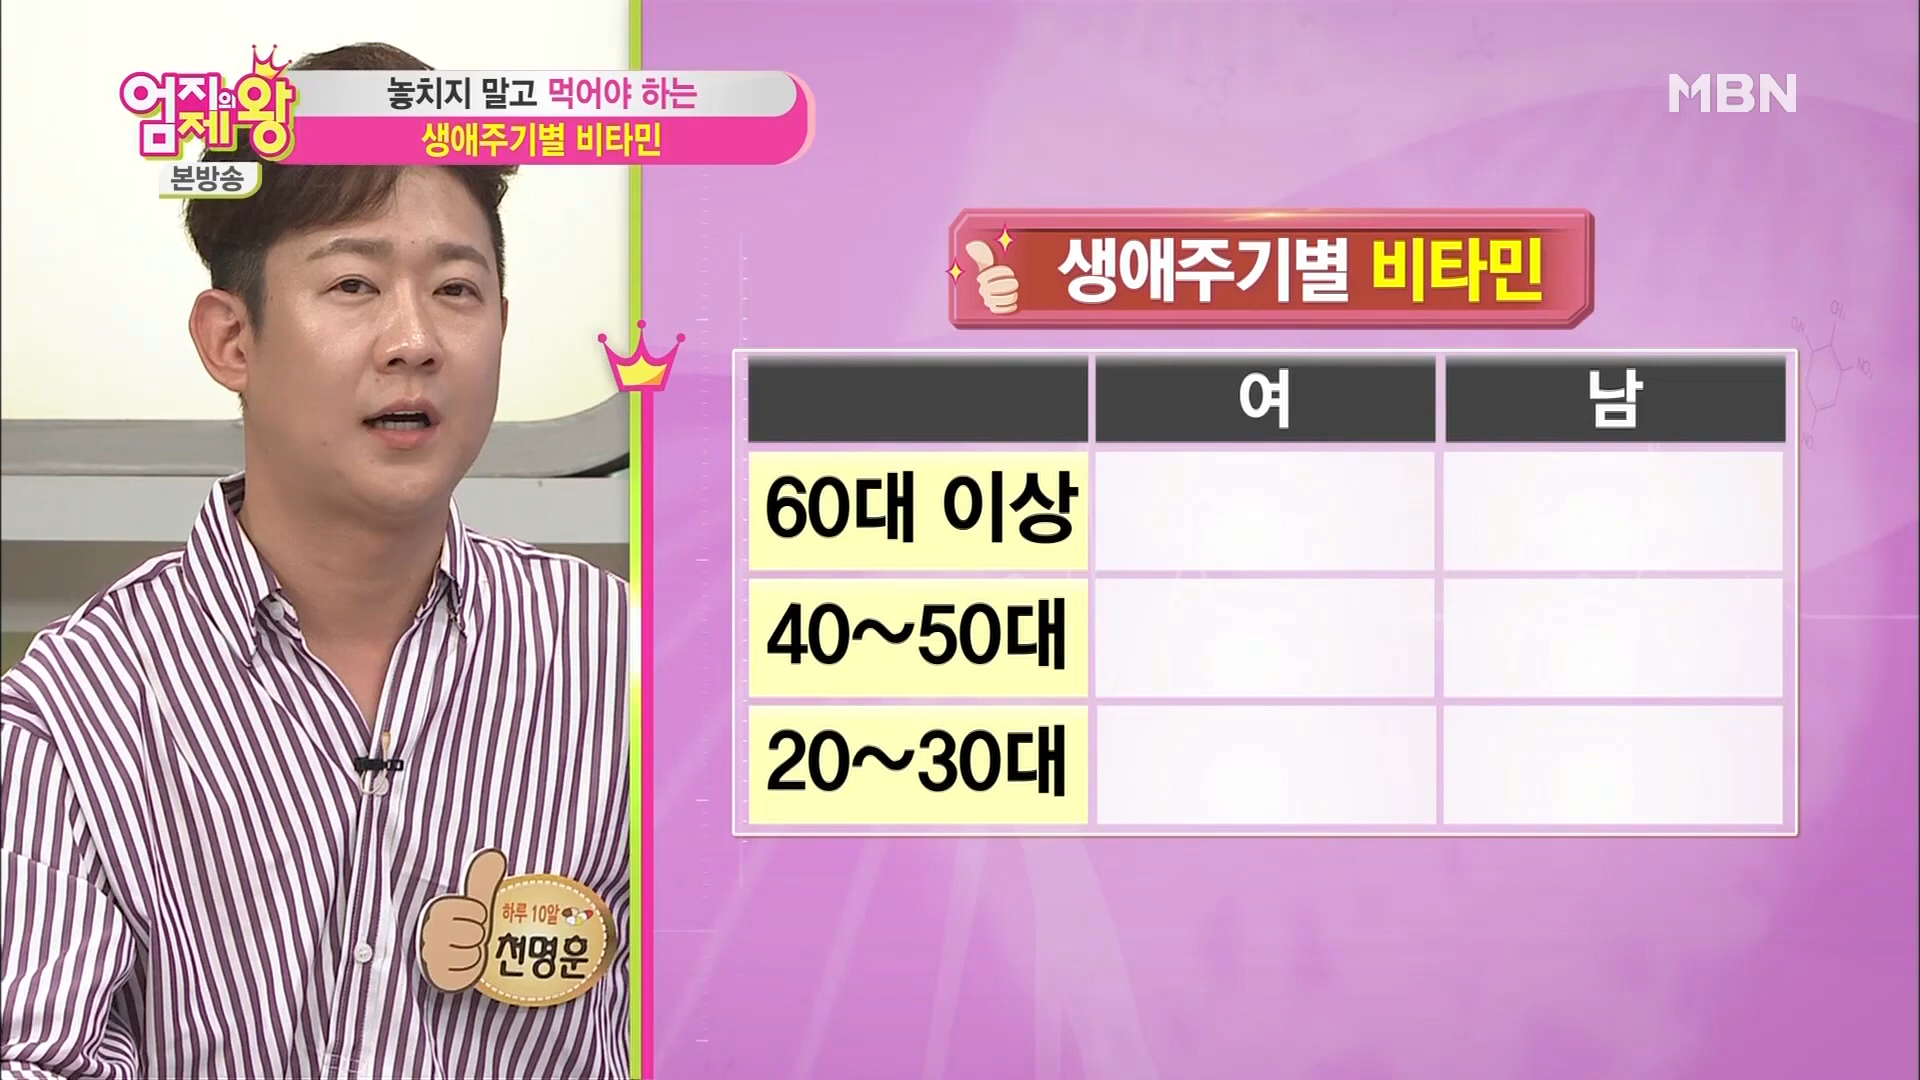 엄지의 제왕
본방송
놓치지 말고 먹어야 하는
생애주기별 비타민
MBN
생애주기별 비타민
여 남
60대 이상
40~50대
20~30대
하루 10알
천명훈